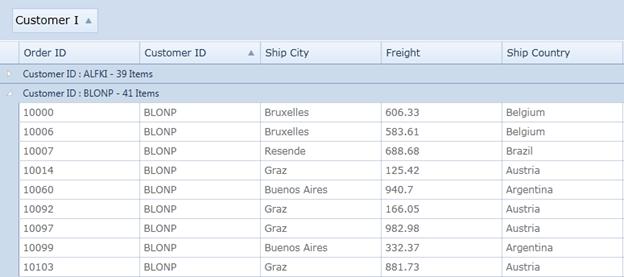 Customer I
Order ID Customer ID Ship City Freight Ship Country
Customer ID : ALFKI - 39 Items
Customer ID : BLONP - 41 Items
10000 BLONP Bruxelles 606.33 Belgium
10006 BLONP Bruxelles 583.61 Belgium
10007 BLONP Resende 688.68 Brazil
10014 BLONP Graz 125.42 Austria
10060 BLONP Buenos Aires 940.7 Argentina
10092 BLONP Graz 166.05 Austria
10097 BLONP Graz 982.98 Austria
10099 BLONP Buenos Aires 332.37 Argentina
10103 BLONP Graz 881.73 Austria